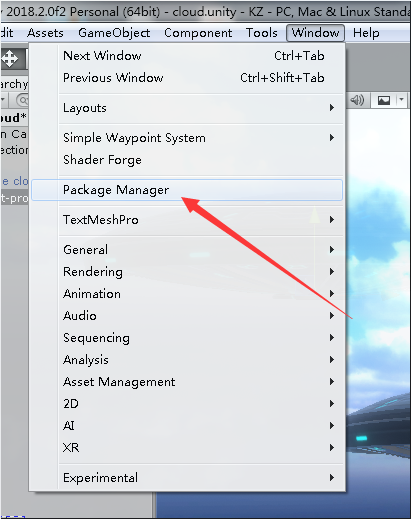 2018.2.0f2 Personal (64bit) - cloud.unity - KZ - PC, Mac & Linux Standa
dit Assets GameObject Component Tools Window Help
Next Window Ctrl+Tab
Previous Window Ctrl+Shift+Tab
Layouts
Simple Waypoint System
Shader Forge
Package Manager
TextMeshPro
General
Rendering
Animation
Audio
Sequencing
Analysis
Asset Management
2D
AI
XR
Experimental
archy
oud*
n Ca
ection
e clo
t-pro